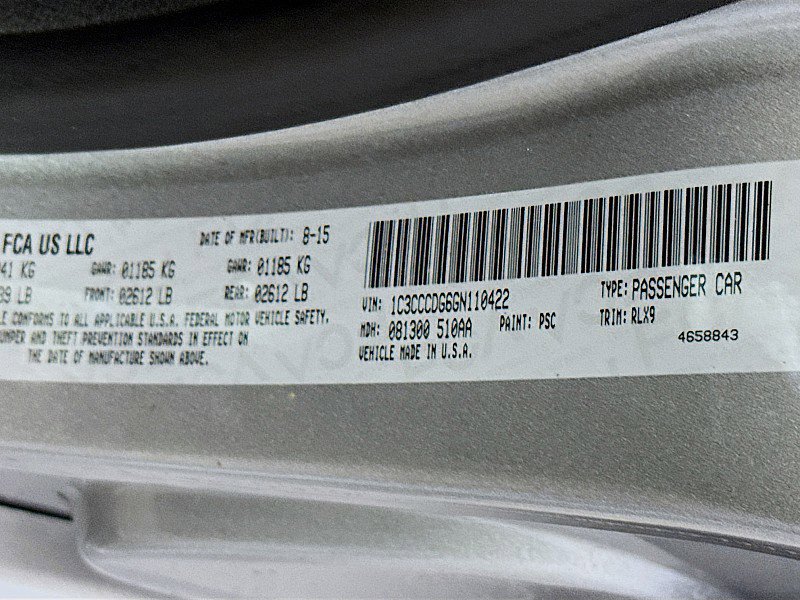 FCA US LLC DATE OF MFR(BUILT): 8-15
41 KG GAWR: 01185 KG GAWR: 01185 KG
LB FRONT: 02612 LB REAR: 02612 LB
CONFORMS TO ALL APPLICABLE U.S.A. FEDERAL MOTOR VEHICLE SAFETY,
UMPER AND THEFT PREVENTION STANDARDS IN EFFECT ON
THE DATE OF MANUFACTURE SHOWN ABOVE.
VIN: 1C3CCCDG6GN110422 TYPE: PASSENGER CAR
MDH: 081300 510AA PAINT: PSC TRIM: RLX9
VEHICLE MADE IN U.S.A. 4658843